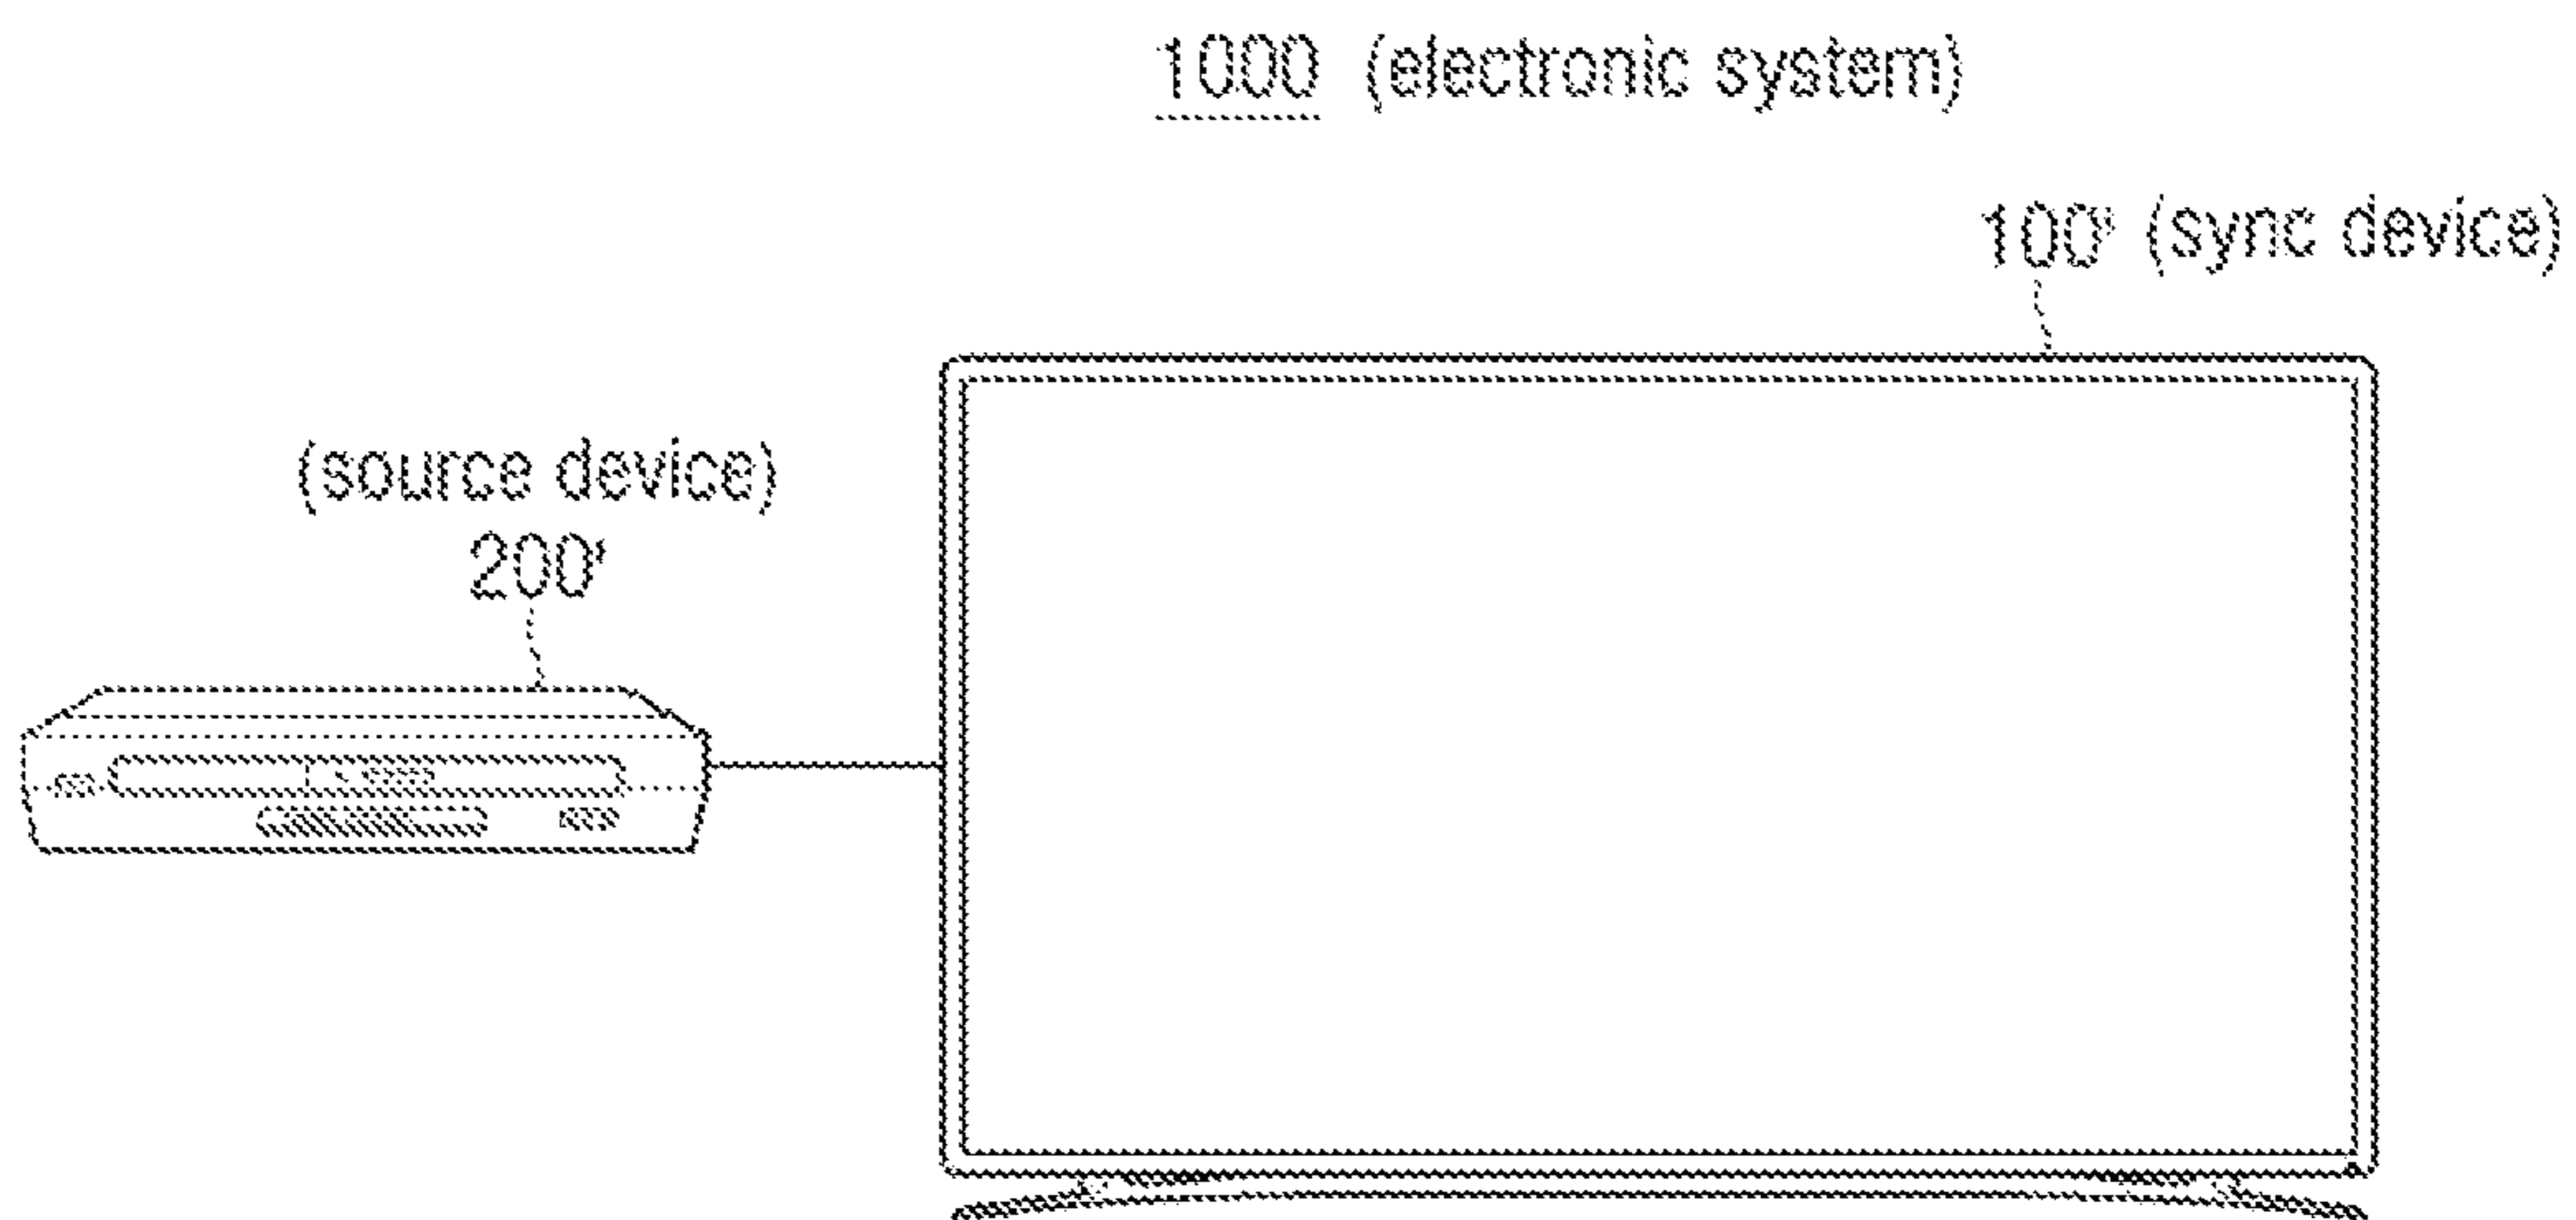 1000 (electronic system)
100' (sync device)
(source device)
200'